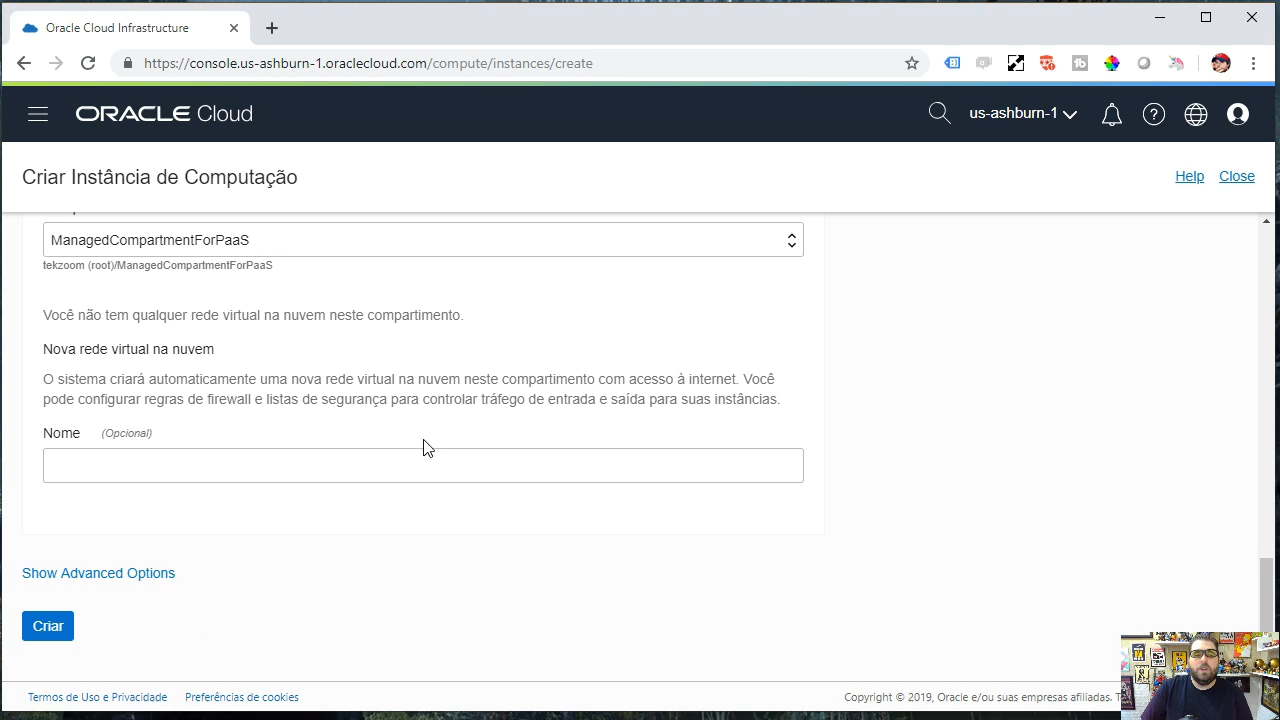 Oracle Cloud Infrastructure
https://console.us-ashburn-1.oraclecloud.com/compute/instances/create
ORACLE Cloud
us-ashburn-1
Criar Instância de Computação
Help
Close
ManagedCompartmentForPaaS
tekzoom (root)/ManagedCompartmentForPaaS
Você não tem qualquer rede virtual na nuvem neste compartimento.
Nova rede virtual na nuvem
O sistema criará automaticamente uma nova rede virtual na nuvem neste compartimento com acesso à internet. Você
pode configurar regras de firewall e listas de segurança para controlar tráfego de entrada e saída para suas instâncias.
Nome (Opcional)
Show Advanced Options
Criar
Termos de Uso e Privacidade
Preferências de cookies
Copyright © 2019, Oracle e/ou suas empresas afiliadas.